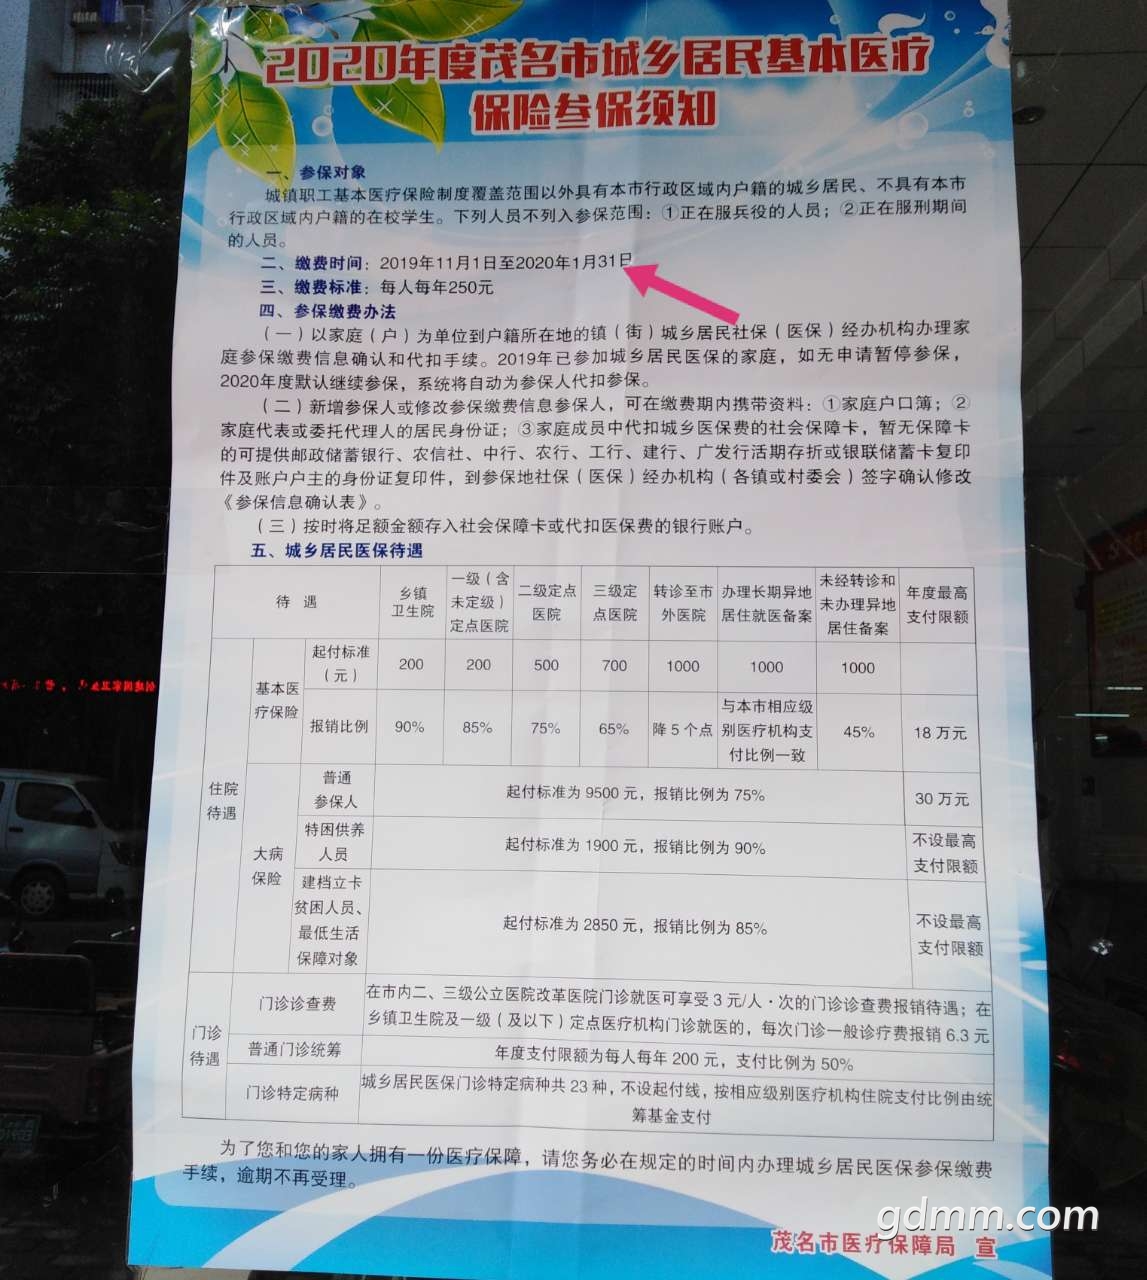 2020年度茂名市城乡居民基本医疗
保险参保须知
一、参保对象
城镇职工基本医疗保险制度覆盖范围以外具有本市行政区域内户籍的城乡居民、不具有本市
行政区域内户籍的在校学生。下列人员不列入参保范围：①正在服兵役的人员；②正在服刑期间
的人员。
二、缴费时间：2019年11月1日至2020年1月31日
三、缴费标准：每人每年250元
四、参保缴费办法
（一）以家庭（户）为单位到户籍所在地的镇（街）城乡居民社保（医保）经办机构办理家
庭参保缴费信息确认和代扣手续。2019年已参加城乡居民医保的家庭，如无申请暂停参保，
2020年度默认继续参保，系统将自动为参保人代扣参保。
（二）新增参保人或修改参保缴费信息参保人，可在缴费期内携带资料：①家庭户口簿；②
家庭代表或委托代理人的居民身份证；③家庭成员中代扣城乡医保费的社会保障卡，暂无保障卡
的可提供邮政储蓄银行、农信社、中行、农行、工行、建行、广发行活期存折或银联储蓄卡复印
件及账户户主的身份证复印件，到参保地社保（医保）经办机构（各镇或村委会）签字确认修改
《参保信息确认表》。
（三）按时将足额金额存入社会保障卡或代扣医保费的银行账户。
五、城乡居民医保待遇
待 遇
乡镇
卫生院
一级（含
未定级）
定点医院
二级定点
医院
三级定
点医院
转诊至市
外医院
办理长期异地
居住就医备案
未经转诊和
未办理异地
居住备案
年度最高
支付限额
住院
待遇
基本医
疗保险
起付标准
（元）
200
200
500
700
1000
1000
1000
报销比例
90%
85%
75%
65%
降5个点
与本市相应级
别医疗机构支
付比例一致
45%
18万元
大病
保险
普通
参保人
起付标准为9500元，报销比例为75%
30万元
特困供养
人员
起付标准为1900元，报销比例为90%
不设最高
支付限额
建档立卡
贫困人员、
最低生活
保障对象
起付标准为2850元，报销比例为85%
不设最高
支付限额
门诊
待遇
门诊诊查费
在市内二、三级公立医院改革医院门诊就医可享受3元/人·次的门诊诊查费报销待遇；在
乡镇卫生院及一级（及以下）定点医疗机构门诊就医的，每次门诊一般诊疗费报销6.3元
普通门诊统筹
年度支付限额为每人每年200元，支付比例为50%
门诊特定病种
城乡居民医保门诊特定病种共23种，不设起付线，按相应级别医疗机构住院支付比例由统
筹基金支付
为了您和您的家人拥有一份医疗保障，请您务必在规定的时间内办理城乡居民医保参保缴费
手续，逾期不再受理。
茂名市医疗保障局 宣
gdmm.com